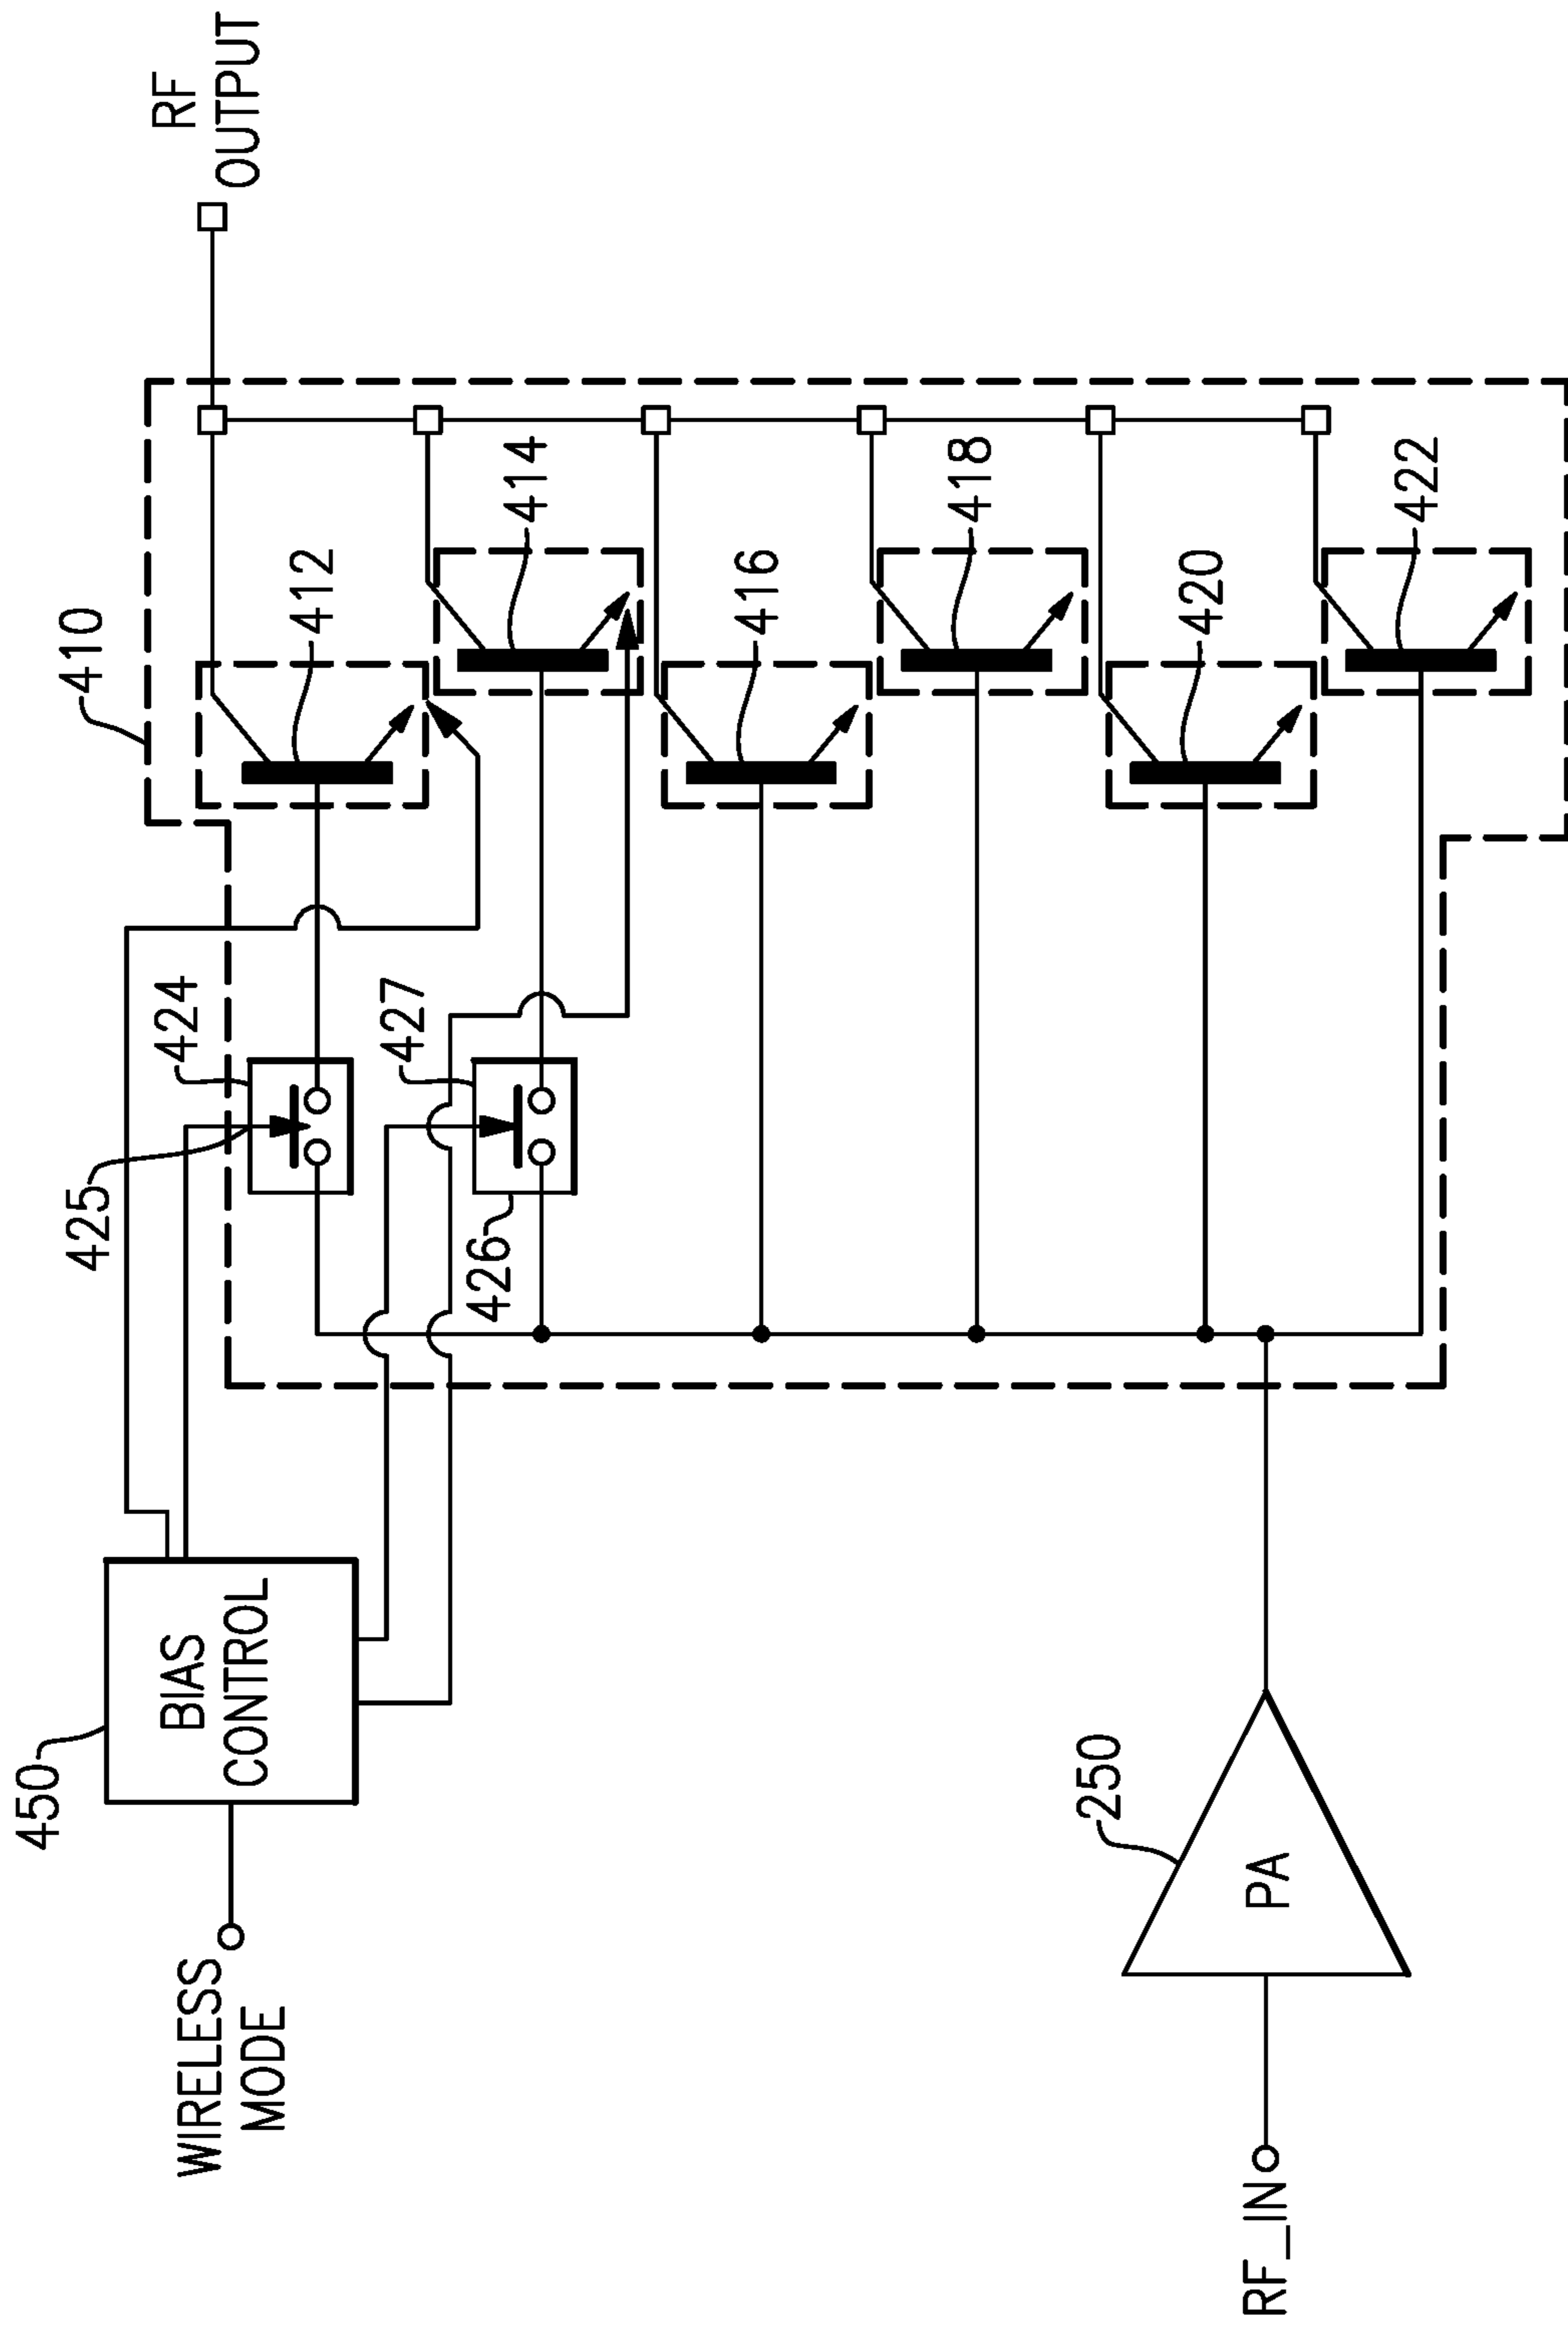 450
BIAS
CONTROL
WIRELESS
MODE
425
424
426
427
410
412
414
416
418
420
422
RF
OUTPUT
250
PA
RF_IN